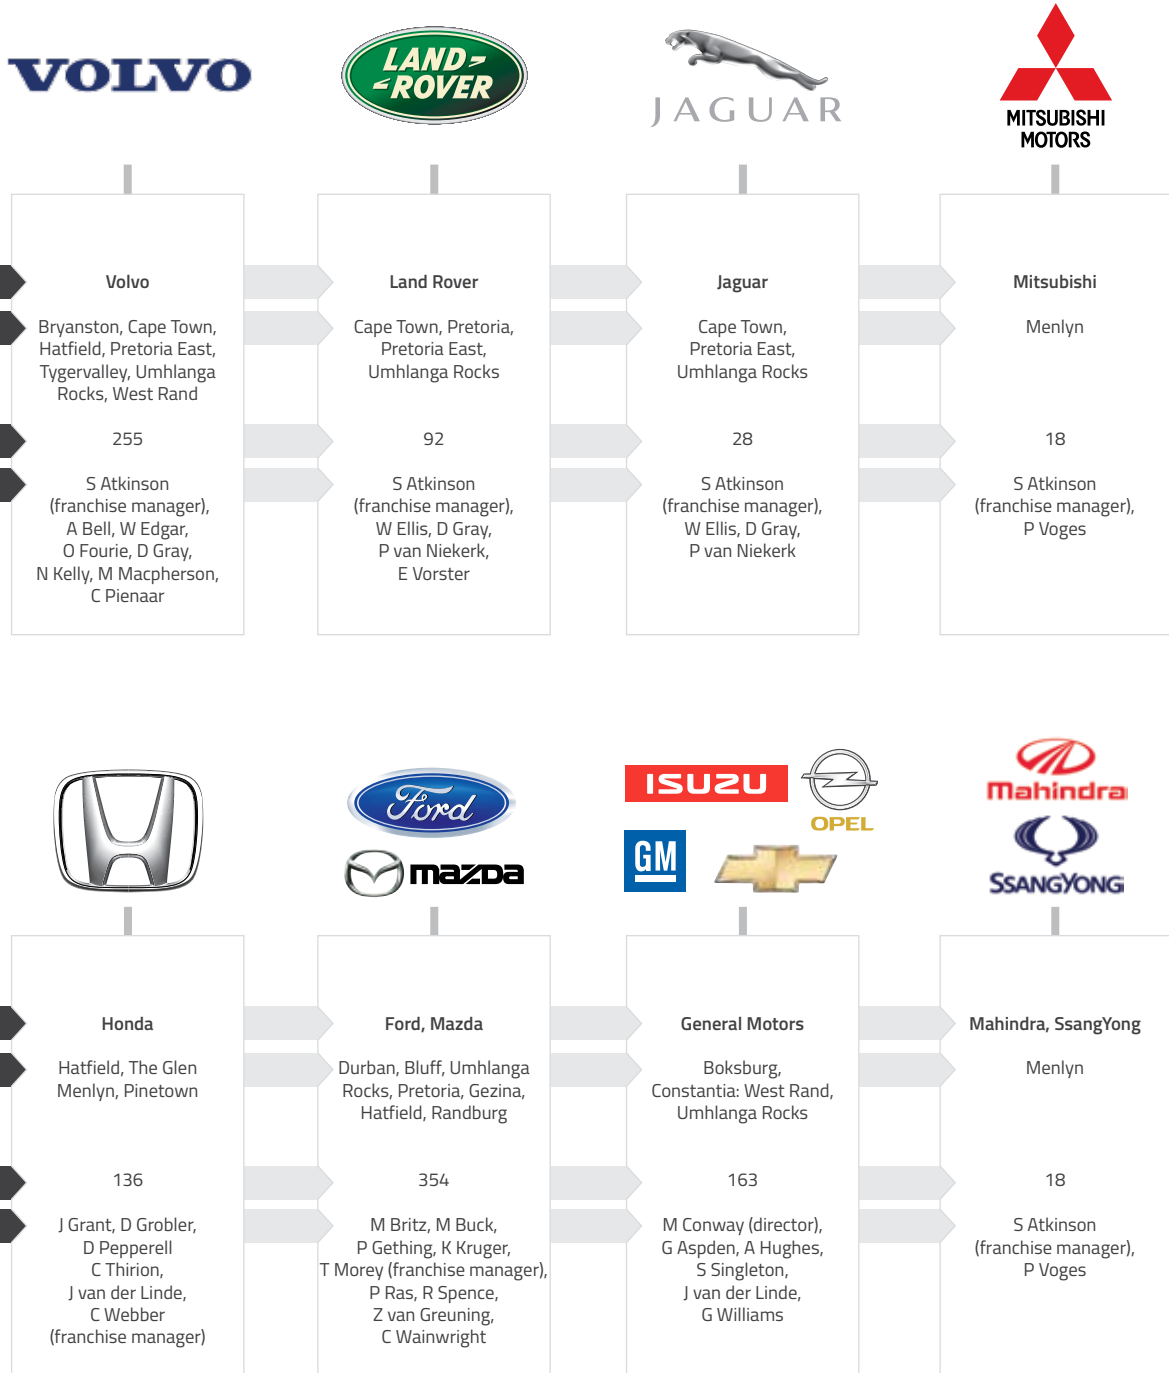 VOLVO
LAND-
-ROVER
JAGUAR
MITSUBISHI
MOTORS
Volvo
Bryanston, Cape Town,
Hatfield, Pretoria East,
Tygervalley, Umhlanga
Rocks, West Rand
255
S Atkinson
(franchise manager),
A Bell, W Edgar,
O Fourie, D Gray,
N Kelly, M Macpherson,
C Pienaar
Land Rover
Cape Town, Pretoria,
Pretoria East,
Umhlanga Rocks
92
S Atkinson
(franchise manager),
W Ellis, D Gray,
P van Niekerk,
E Vorster
Jaguar
Cape Town,
Pretoria East,
Umhlanga Rocks
28
S Atkinson
(franchise manager),
W Ellis, D Gray,
P van Niekerk
Mitsubishi
Menlyn
18
S Atkinson
(franchise manager),
P Voges
Ford
mazda
ISUZU
OPEL
GM
Mahindra
SSANGYONG
Honda
Hatfield, The Glen
Menlyn, Pinetown
136
J Grant, D Grobler,
D Pepperell
C Thirion,
J van der Linde,
C Webber
(franchise manager)
Ford, Mazda
Durban, Bluff, Umhlanga
Rocks, Pretoria, Gezina,
Hatfield, Randburg
354
M Britz, M Buck,
P Gething, K Kruger,
T Morey (franchise manager),
P Ras, R Spence,
Z van Greuning,
C Wainwright
General Motors
Boksburg,
Constantia: West Rand,
Umhlanga Rocks
163
M Conway (director),
G Aspden, A Hughes,
S Singleton,
J van der Linde,
G Williams
Mahindra, SsangYong
Menlyn
18
S Atkinson
(franchise manager),
P Voges